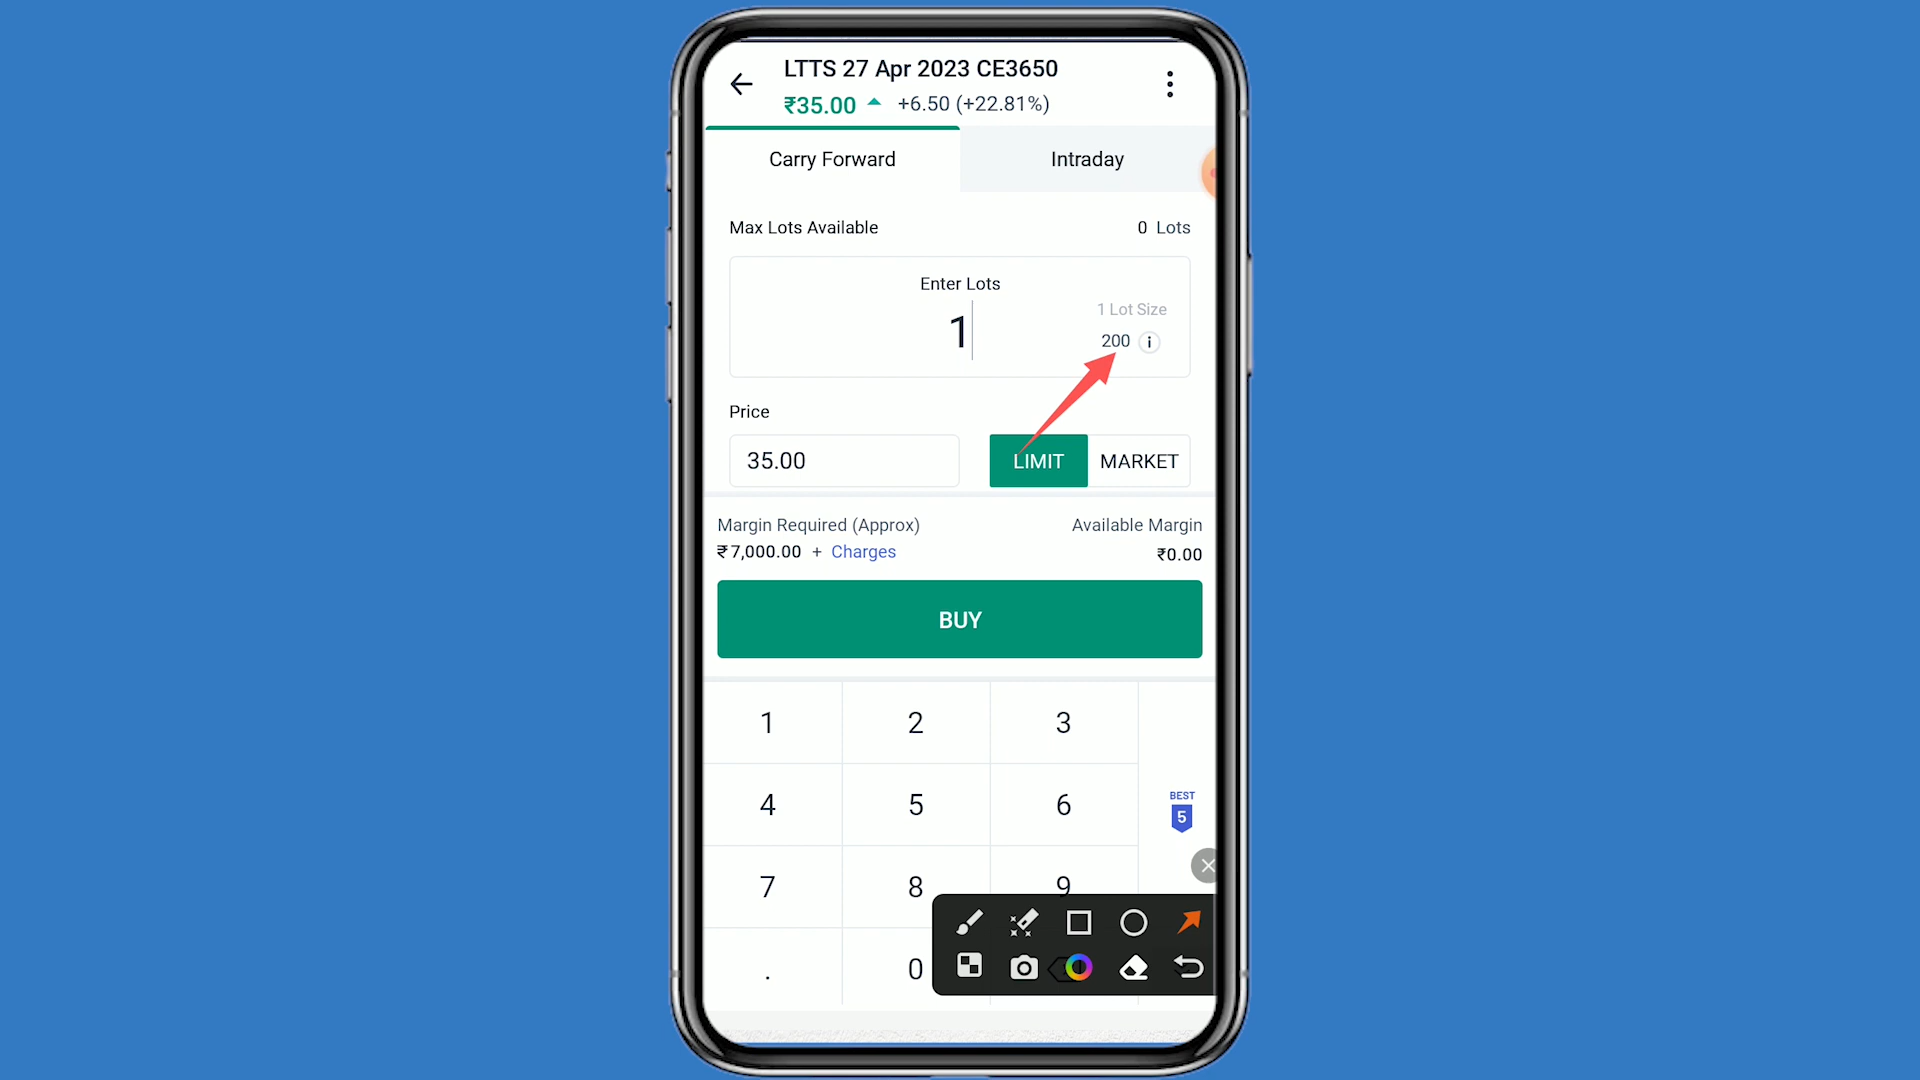 LTTS 27 Apr 2023 CE3650
₹35.00 +6.50 (+22.81%)
Carry Forward Intraday
Max Lots Available 0 Lots
Enter Lots
1 Lot Size
1
200 i
Price
35.00 LIMIT MARKET
Margin Required (Approx) Available Margin
₹7,000.00 + Charges ₹0.00
BUY
1 2 3
4 5 6
BEST
5
7 8 9
. 0